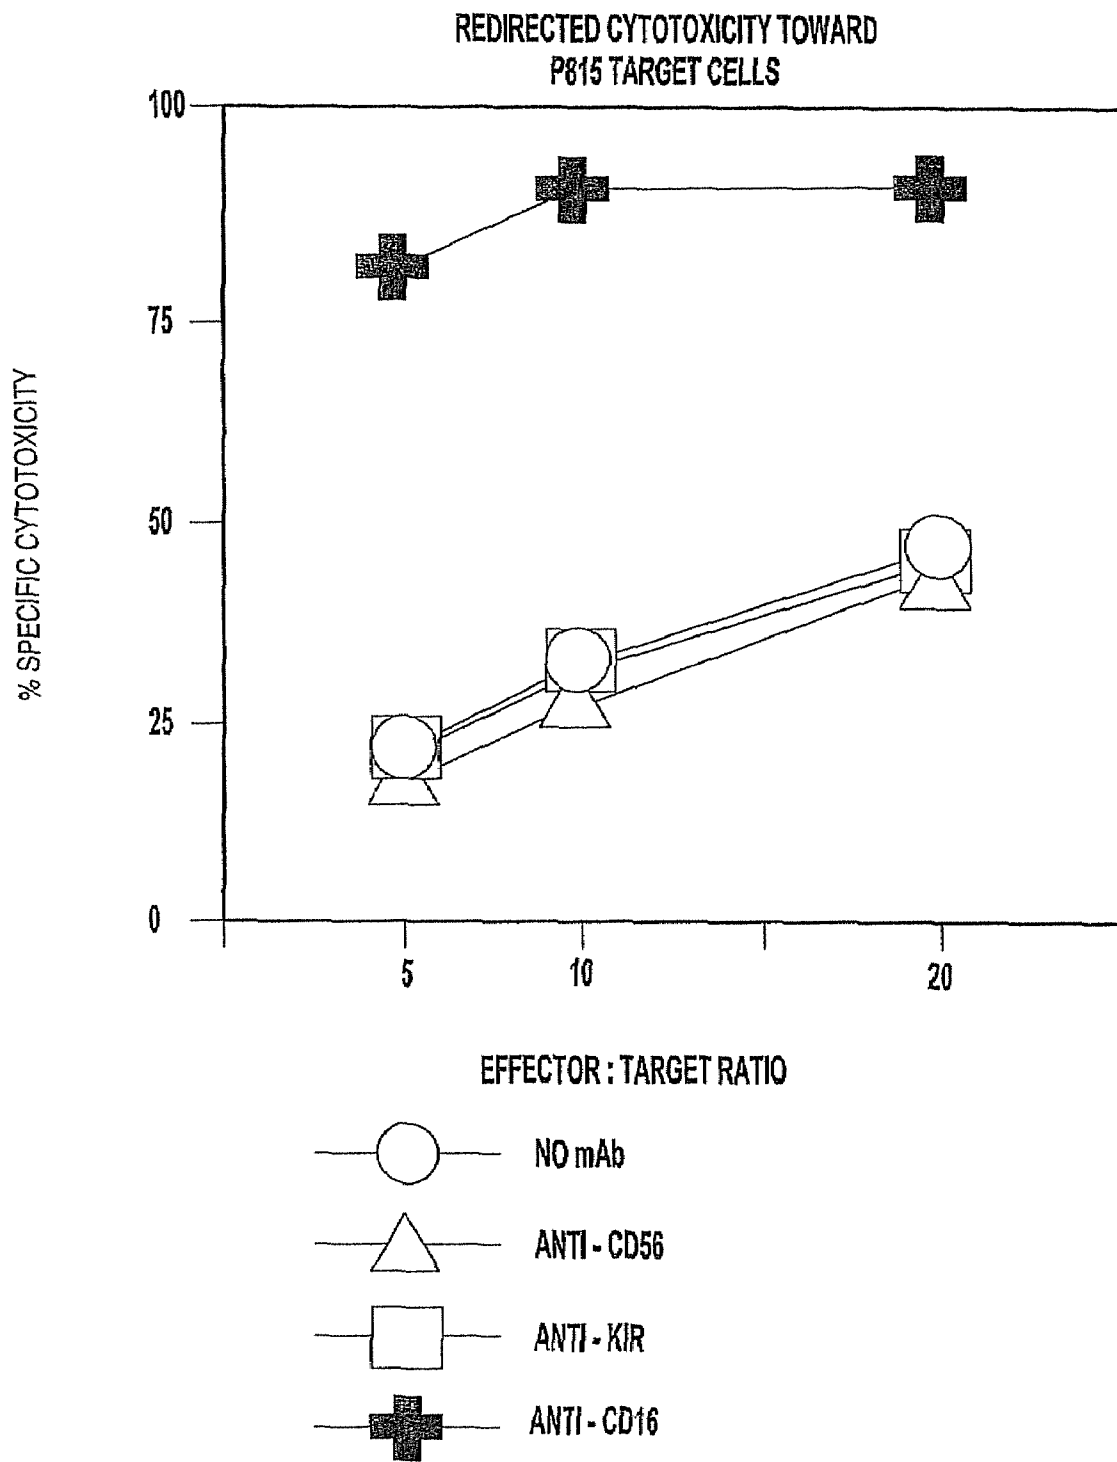 REDIRECTED CYTOTOXICITY TOWARD
P815 TARGET CELLS
100
75
50
25
0
% SPECIFIC CYTOTOXICITY
5 10 20
EFFECTOR : TARGET RATIO
NO mAb
ANTI - CD56
ANTI - KIR
ANTI - CD16